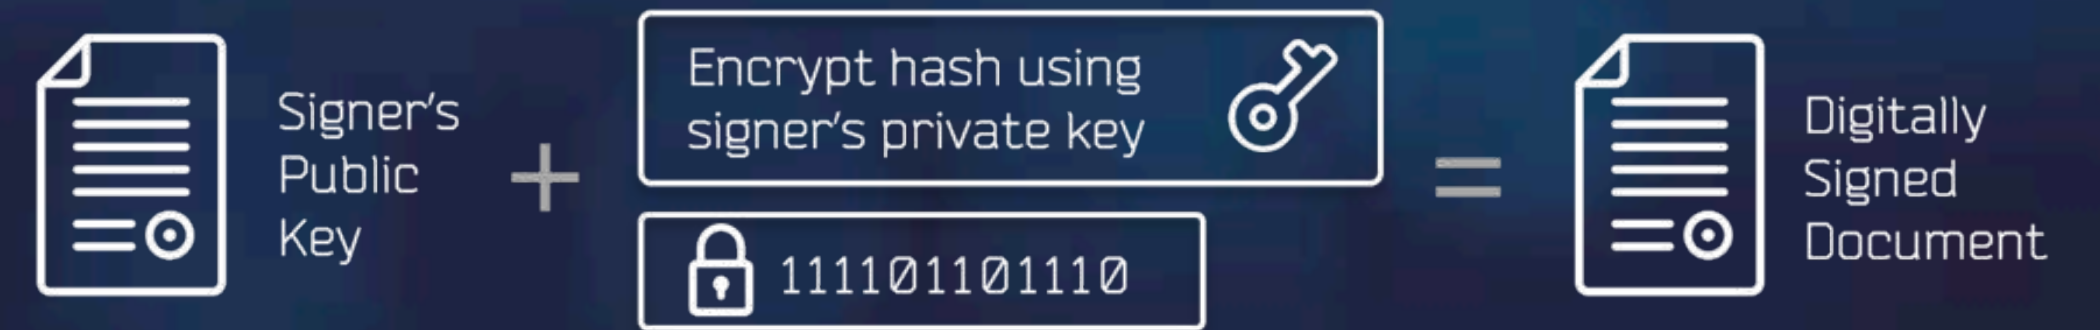 Signer's
Public
Key
+
Encrypt hash using
signer's private key
111101101110
=
Digitally
Signed
Document